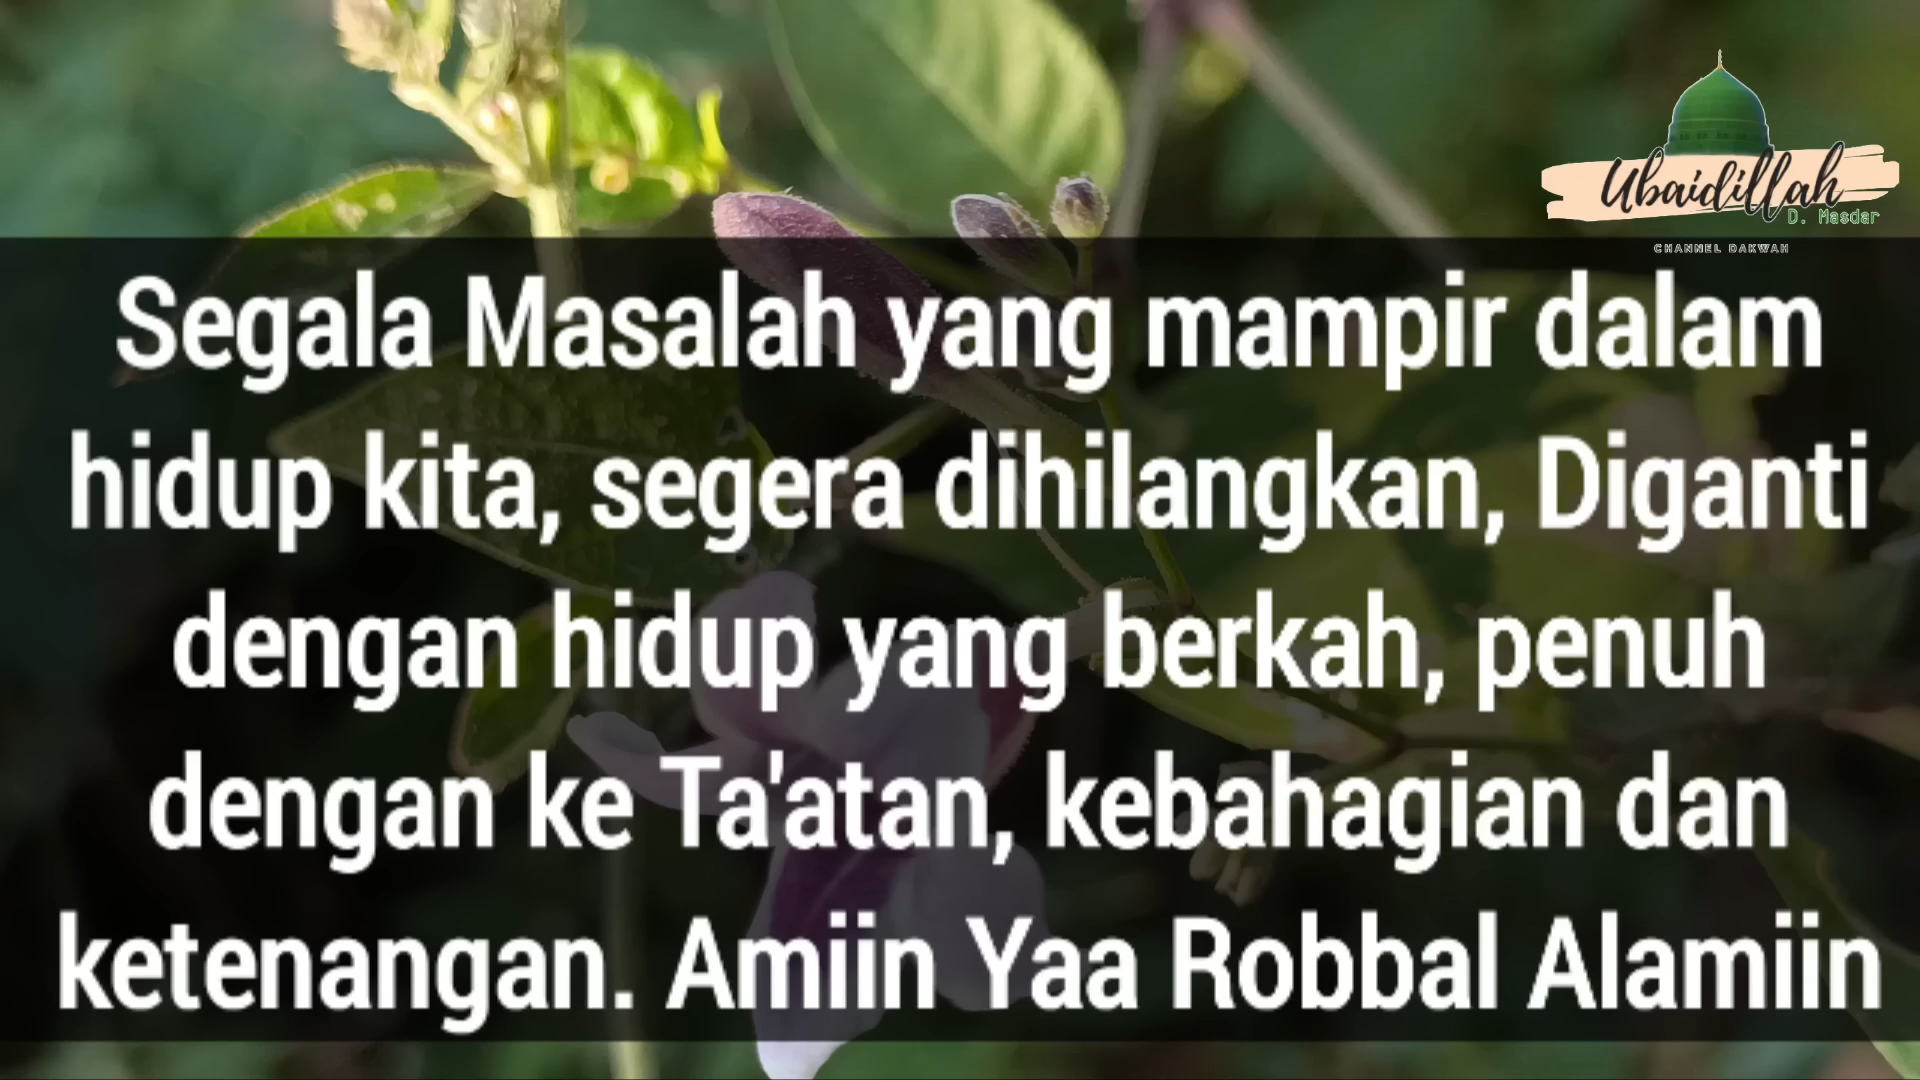 Ubaidillah
D. Masdar
CHANNEL DAKWAH
Segala Masalah yang mampir dalam
hidup kita, segera dihilangkan, Diganti
dengan hidup yang berkah, penuh
dengan ke Ta'atan, kebahagian dan
ketenangan. Amiin Yaa Robbal Alamiin